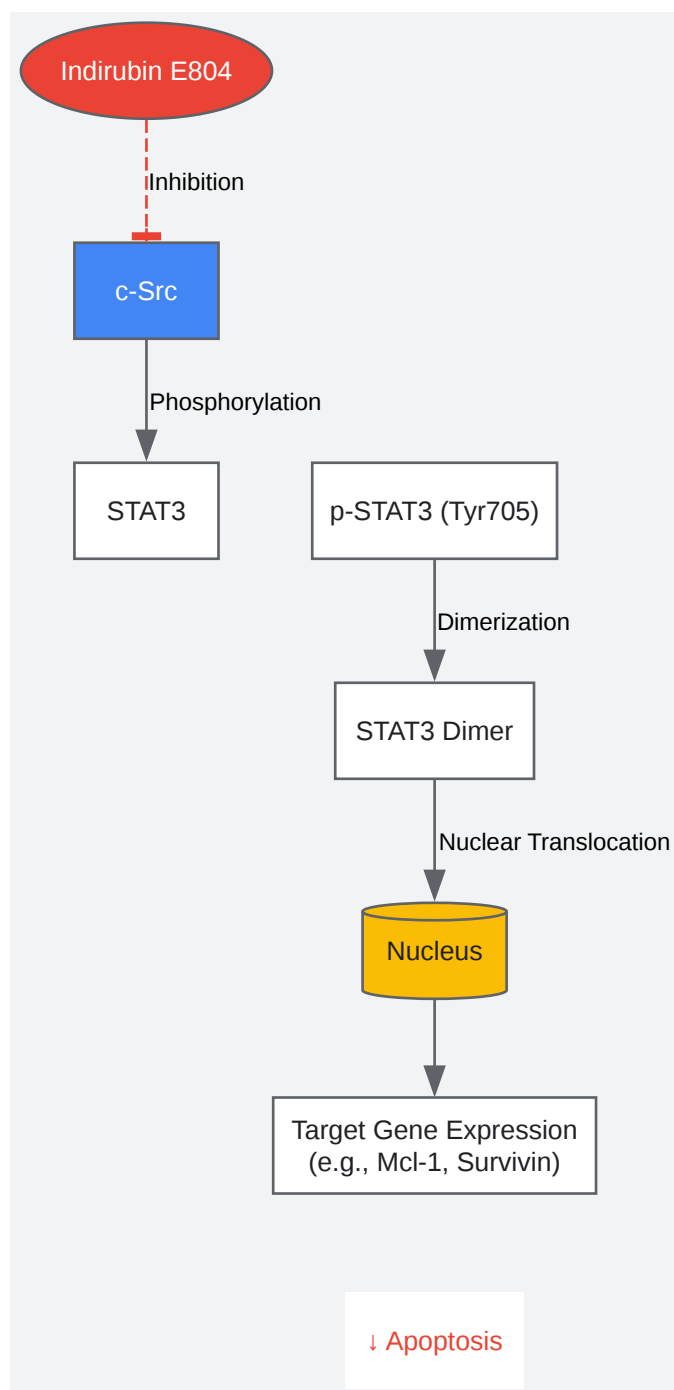 Indirubin E804
Inhibition
c-Src
Phosphorylation
STAT3
p-STAT3 (Tyr705)
Dimerization
STAT3 Dimer
Nuclear Translocation
Nucleus
Target Gene Expression
(e.g., Mcl-1, Survivin)
↓ Apoptosis